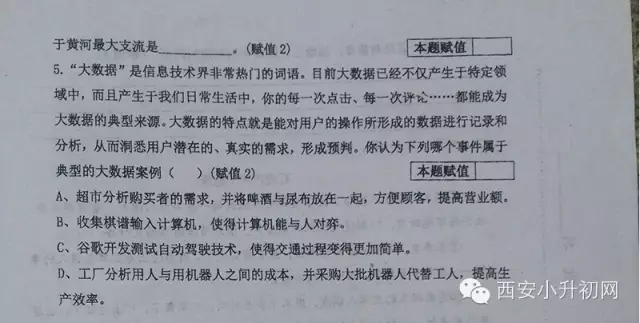 于黄河最大支流是__________。(赋值2) 本题赋值
5. “大数据”是信息技术界非常热门的词语。目前大数据已经不仅产生于特定领
域中，而且产生于我们日常生活中，你的每一次点击、每一次评论……都能成为
大数据的典型来源。大数据的特点就是能对用户的操作所形成的数据进行记录和
分析，从而洞悉用户潜在的、真实的需求，形成预判。你认为下列哪个事件属于
典型的大数据案例（ ）(赋值2) 本题赋值
A、超市分析购买者的需求，并将啤酒与尿布放在一起，方便顾客，提高营业额。
B、收集棋谱输入计算机，使得计算机能与人对弈。
C、谷歌开发测试自动驾驶技术，使得交通过程变得更加简单。
D、工厂分析用人与用机器人之间的成本，并采购大批机器人代替工人，提高生
产效率。
西安小升初网